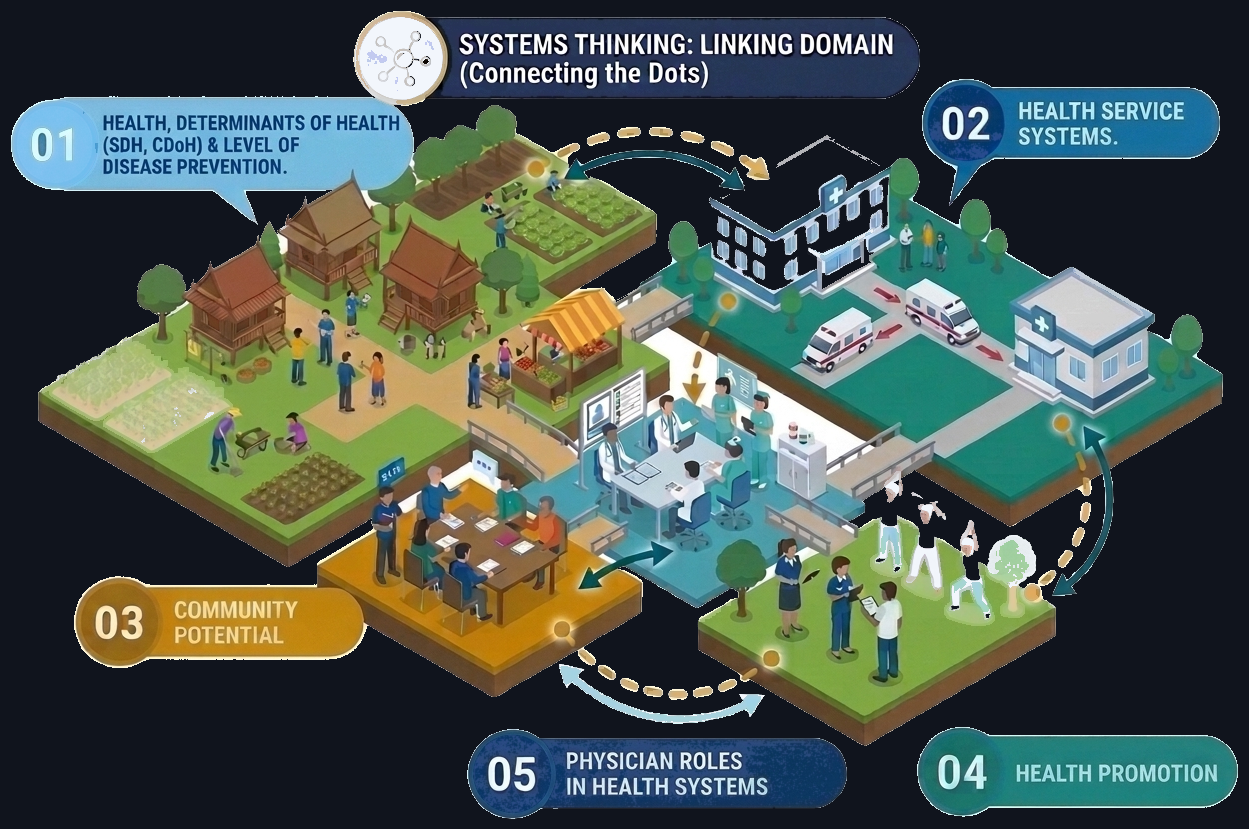 SYSTEMS THINKING: LINKING DOMAIN
(Connecting the Dots)
01
HEALTH, DETERMINANTS OF HEALTH
(SDH, CDoH) & LEVEL OF
DISEASE PREVENTION.
02
HEALTH SERVICE
SYSTEMS.
03
COMMUNITY
POTENTIAL
05
PHYSICIAN ROLES
IN HEALTH SYSTEMS
04
HEALTH PROMOTION